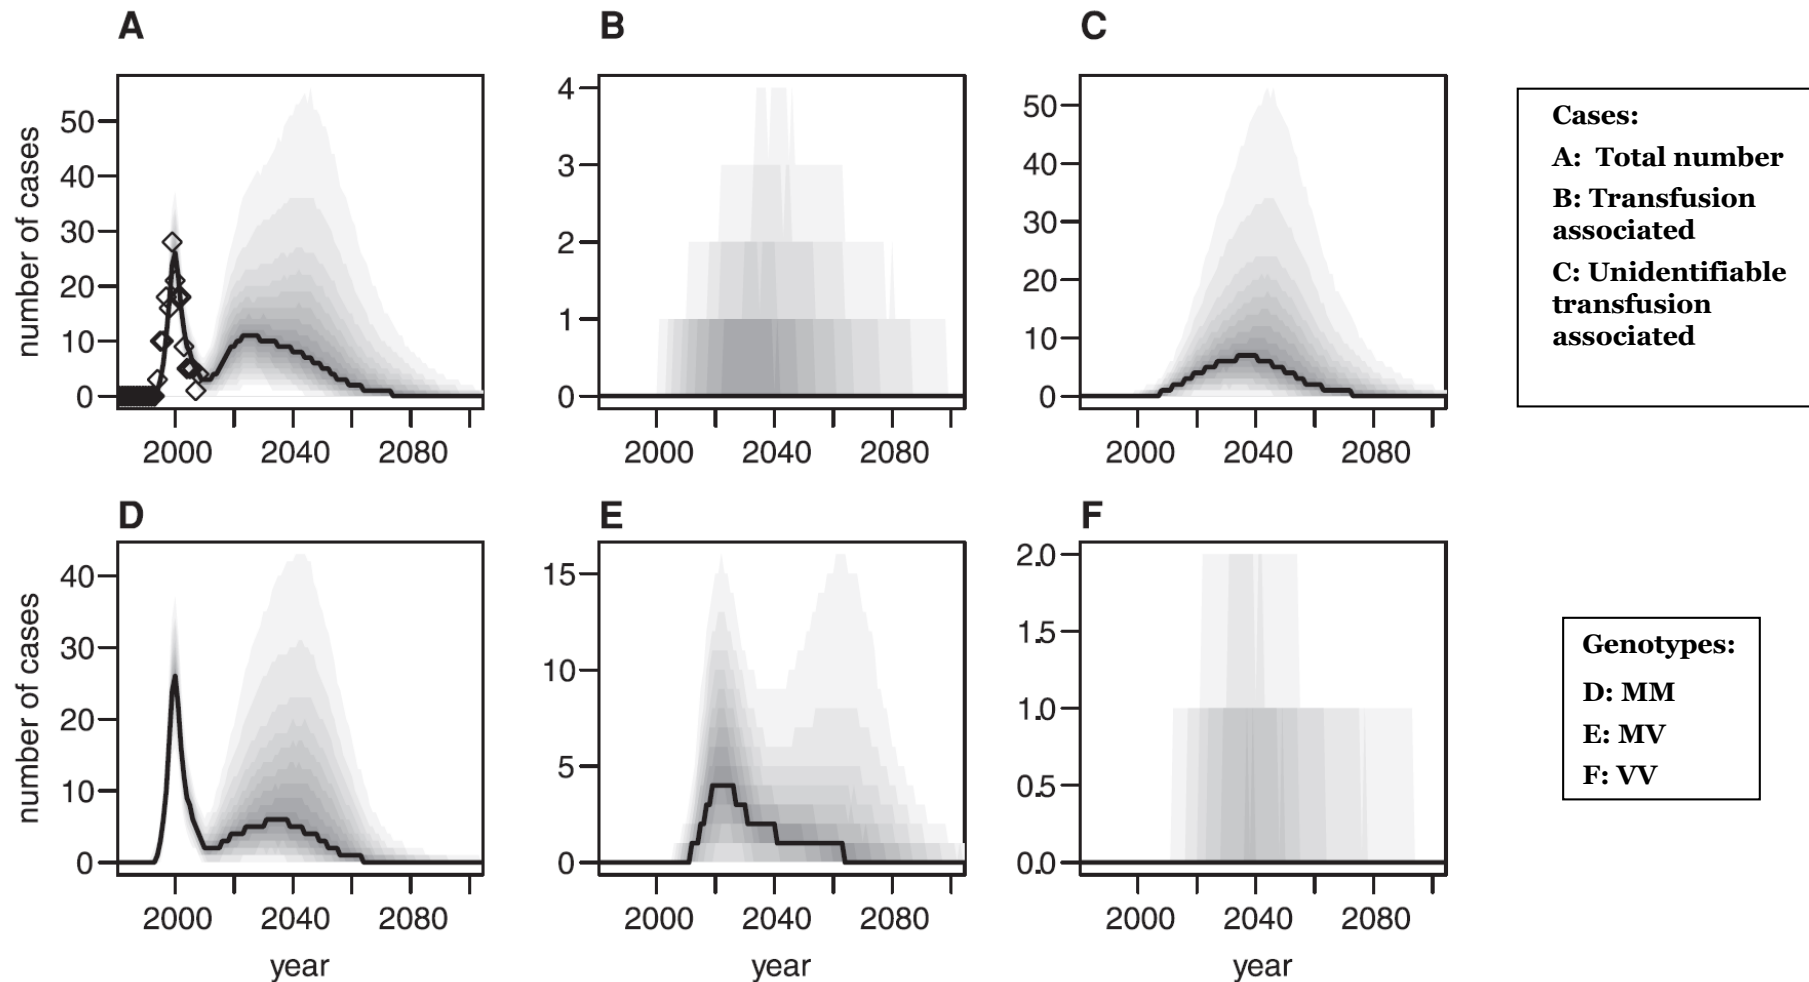 A
B
C
number of cases
50
40
30
20
10
0
2000 2040 2080
4
3
2
1
0
2000 2040 2080
50
40
30
20
10
0
2000 2040 2080
Cases:
A: Total number
B: Transfusion
associated
C: Unidentifiable
transfusion
associated
D
E
F
number of cases
40
30
20
10
0
2000 2040 2080
year
15
10
5
0
2000 2040 2080
year
2.0
1.5
1.0
0.5
0.0
2000 2040 2080
year
Genotypes:
D: MM
E: MV
F: VV